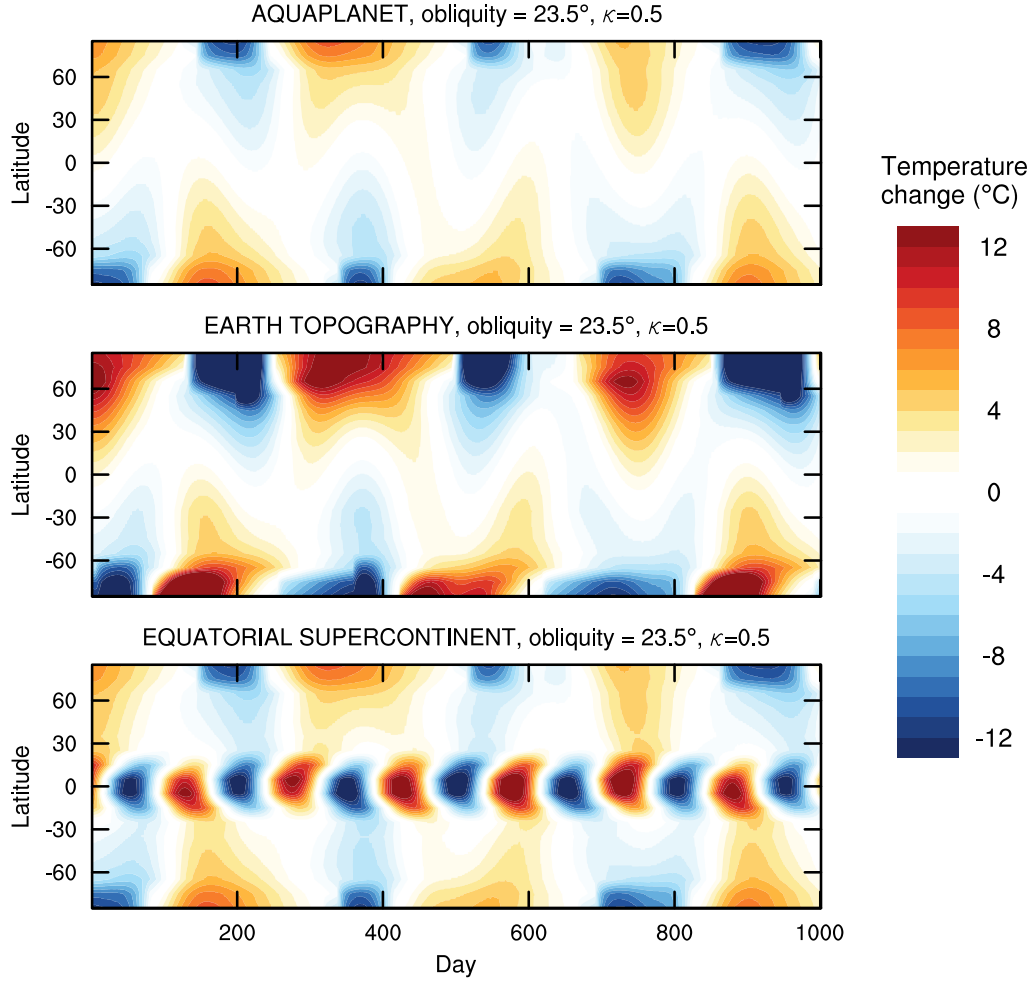 AQUAPLANET, obliquity = 23.5°, κ=0.5
60
30
0
-30
-60
Latitude
EARTH TOPOGRAPHY, obliquity = 23.5°, κ=0.5
60
30
0
-30
-60
Latitude
EQUATORIAL SUPERCONTINENT, obliquity = 23.5°, κ=0.5
60
30
0
-30
-60
Latitude
200 400 600 800 1000
Day
Temperature
change (°C)
12
8
4
0
-4
-8
-12